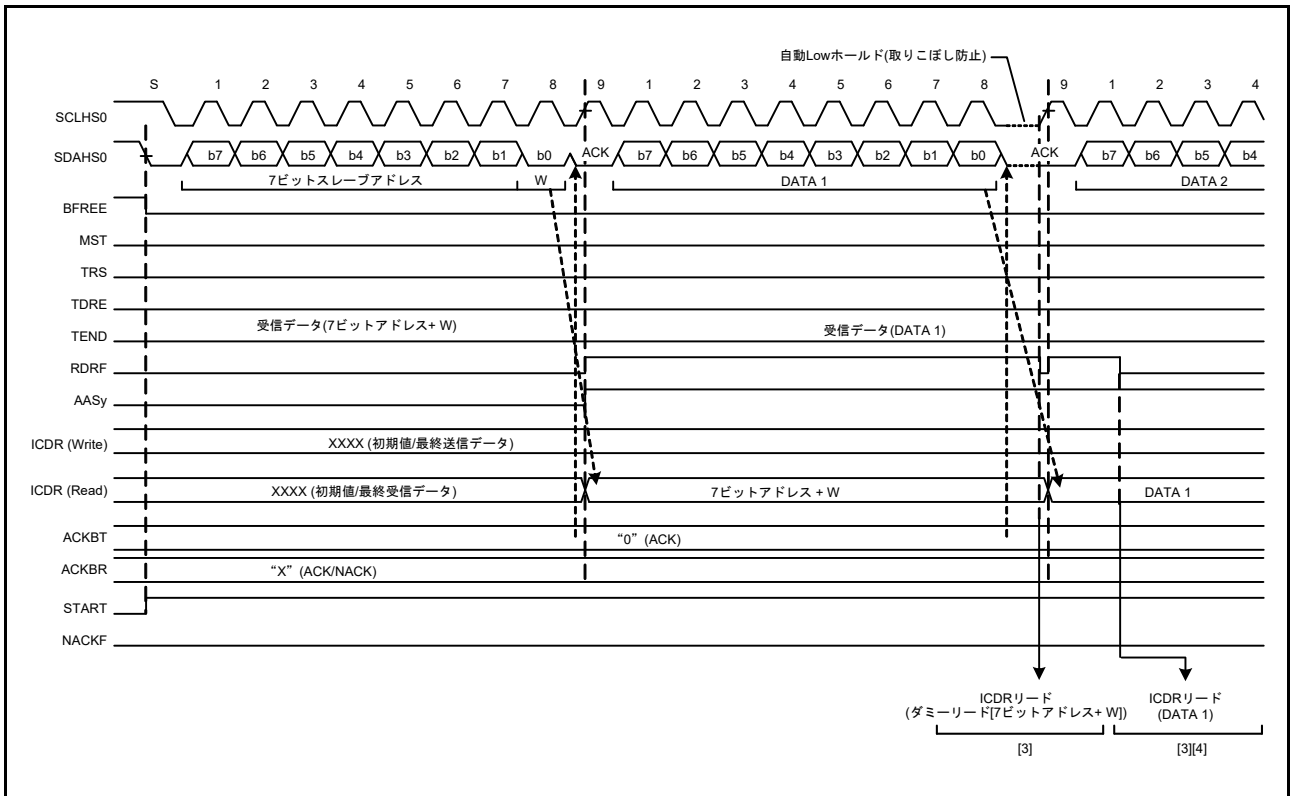 自動Lowホールド(取りこぼし防止)
S 1 2 3 4 5 6 7 8 9 1 2 3 4 5 6 7 8 9 1 2 3 4
SCLHS0
SDAHS0 b7 b6 b5 b4 b3 b2 b1 b0 ACK b7 b6 b5 b4 b3 b2 b1 b0 ACK b7 b6 b5 b4
7ビットスレーブアドレス W DATA 1 DATA 2
BFREE
MST
TRS
TDRE
受信データ(7ビットアドレス+ W) 受信データ(DATA 1)
TEND
RDRF
AASy
ICDR (Write) XXXX (初期値/最終送信データ)
ICDR (Read) XXXX (初期値/最終受信データ) 7ビットアドレス + W DATA 1
ACKBT “0” (ACK)
ACKBR “X” (ACK/NACK)
START
NACKF
ICDRリード
(ダミーリード[7ビットアドレス+ W])
[3]
ICDRリード
(DATA 1)
[3][4]